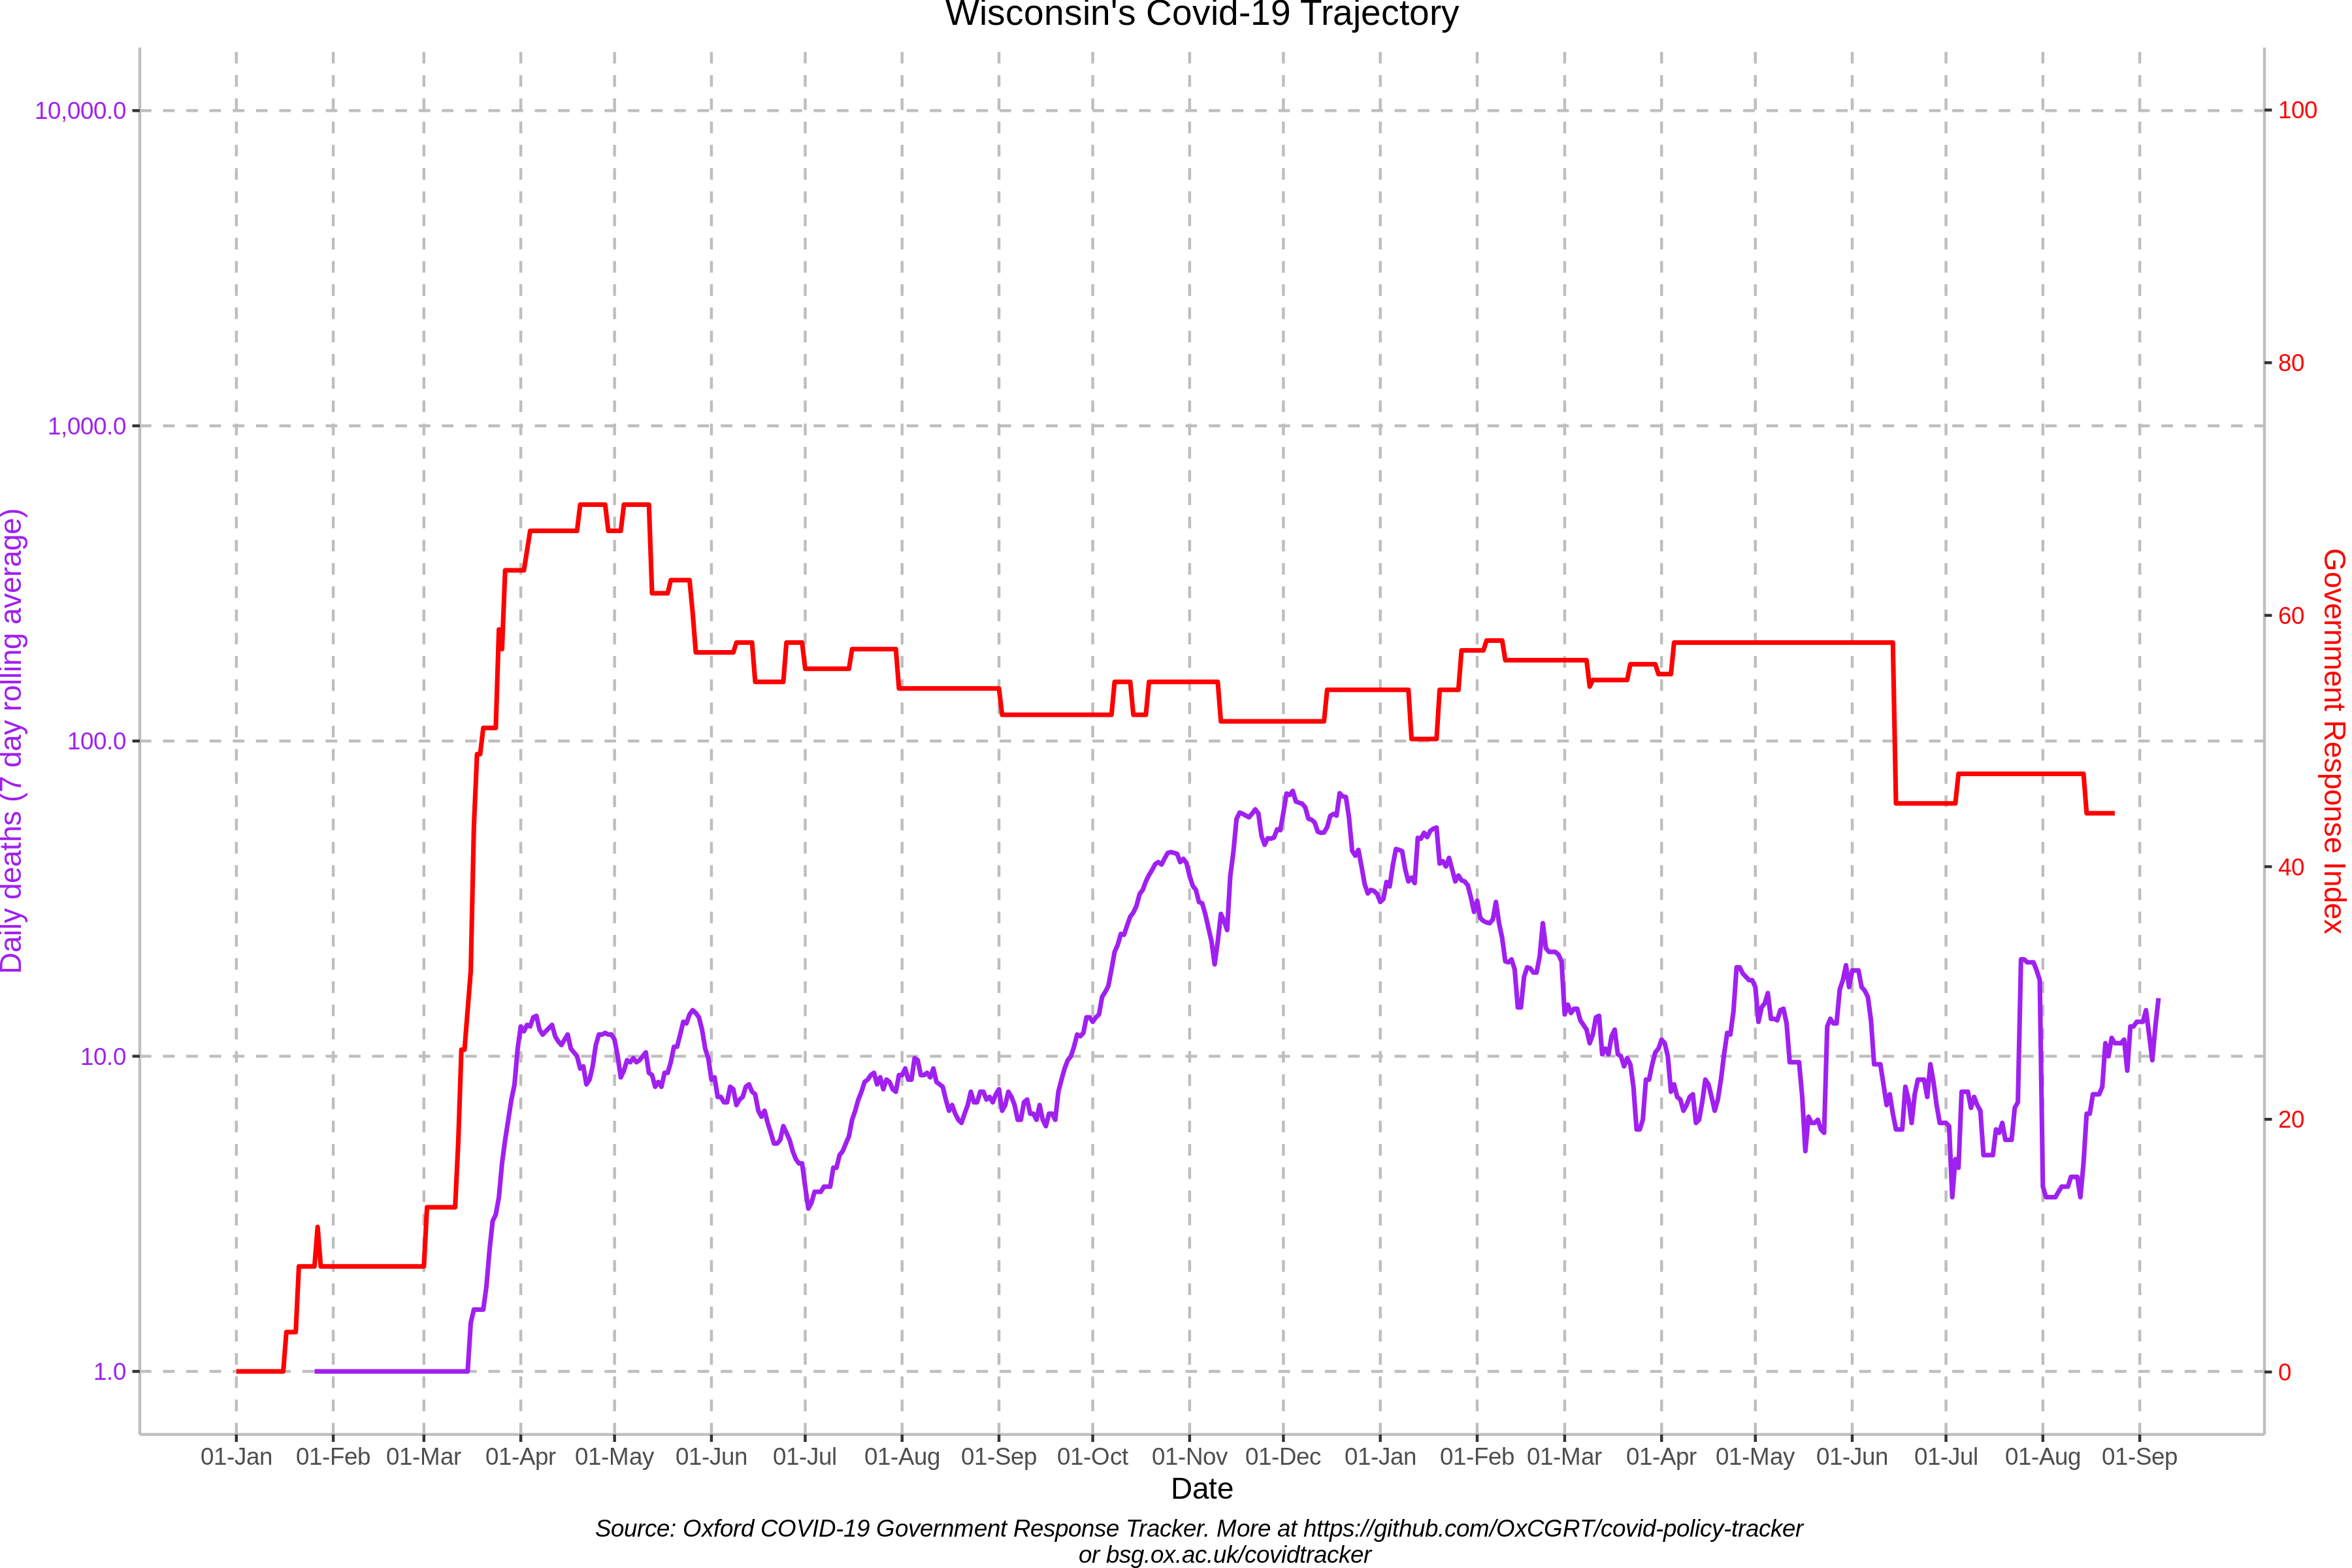 Wisconsin's Covid-19 Trajectory
10,000.0
1,000.0
100.0
10.0
1.0
Daily deaths (7 day rolling average)
100
80
60
40
20
0
Government Response Index
01-Jan 01-Feb 01-Mar 01-Apr 01-May 01-Jun 01-Jul 01-Aug 01-Sep 01-Oct 01-Nov 01-Dec 01-Jan 01-Feb 01-Mar 01-Apr 01-May 01-Jun 01-Jul 01-Aug 01-Sep
Date
Source: Oxford COVID-19 Government Response Tracker. More at https://github.com/OxCGRT/covid-policy-tracker
or bsg.ox.ac.uk/covidtracker